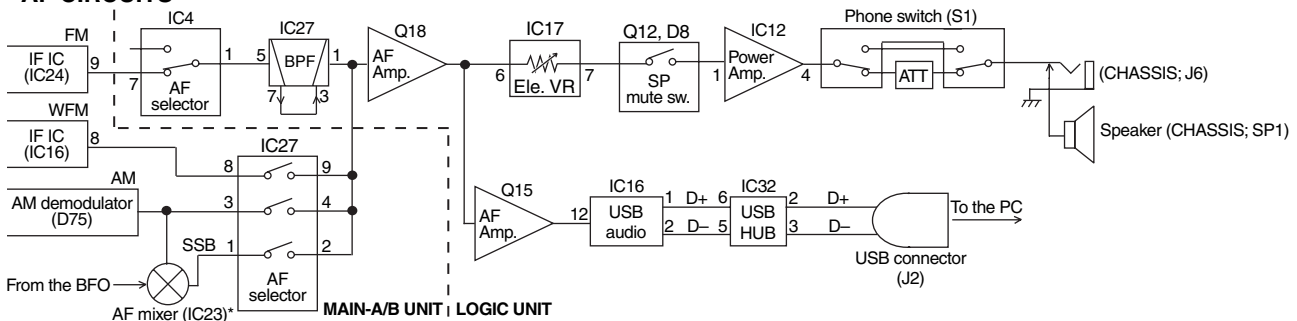 AF CIRCUITS
FM
IF IC
(IC24)
9
7
IC4
1
AF
selector
5
IC27
BPF
7
3
1
Q18
AF
Amp.
IC17
6
7
Ele. VR
Q12, D8
SP
mute sw.
IC12
1
Power
Amp.
4
Phone switch (S1)
ATT
(CHASSIS; J6)
Speaker (CHASSIS; SP1)
WFM
IF IC
(IC16)
8
AM
AM demodulator
(D75)
SSB
From the BFO
AF mixer (IC23)*
IC27
8
9
3
4
1
2
AF
selector
MAIN-A/B UNIT
LOGIC UNIT
Q15
AF
Amp.
12
IC16
USB
audio
1 D+ 6
2 D– 5
IC32
USB
HUB
2 D+
3 D–
USB connector
(J2)
To the PC